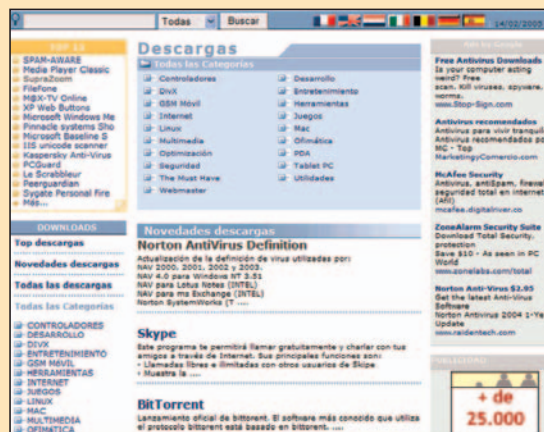 Todas
Buscar
14/02/2005
TOP 15
SPAM-AWARE
Media Player Classic
SupraZoom
FileFone
M@X-TV Online
XP Web Buttons
Microsoft Windows Me
Pinnacle systems Sho
Microsoft Baseline S
IIS unicode scanner
Kaspersky Anti-Virus
PCGuard
Le Scrabbleur
Peerguardian
Sygate Personal Fire
Más...
DOWNLOADS
Top descargas
Novedades descargas
Todas las descargas
Todas las Categorías
CONTROLADORES
DESARROLLO
DIVX
ENTRETENIMIENTO
GSM MÓVIL
HERRAMIENTAS
INTERNET
JUEGOS
LINUX
MAC
MULTIMEDIA
OFIMÁTICA
Descargas
Todas las Categorías
Controladores
DivX
GSM Móvil
Internet
Linux
Multimedia
Optimización
Seguridad
The Must Have
Webmaster
Desarrollo
Entretenimiento
Herramientas
Juegos
Mac
Ofimática
PDA
Tablet PC
Utilidades
Novedades descargas
Norton AntiVirus Definition
Actualización de la definición de virus utilizadas por:
NAV 2000, 2001, 2002 y 2003.
NAV 4.0 para Windows NT 3.51
NAV para Lotus Notes (INTEL)
NAV para ms Exchange (INTEL)
Norton SystemWorks (T ....
Skype
Este programa te permitirá llamar gratuitamente y charlar con tus
amigos a través de Internet. Sus principales funciones son:
- Llamadas libres e ilimitadas con otros usuarios de Skipe
- Muestra la ....
BitTorrent
Lanzamiento oficial de bittorent. El software más conocido que utiliza
el protocolo bittorent está basado en bittorent. ....
Ads by Google
Free Antivirus Downloads
Is your computer acting
weird? Free
scan. Kill viruses, spyware,
worms.
www.Stop-Sign.com
Antivirus recomendados
Antivirus para vivir tranquil
Antivirus recomendados po
MC - Top
MarketingyComercio.com
McAfee Security
Antivirus, antiSpam, firewal
seguridad total en internet
(Afil)
mcafee.digitalriver.co
ZoneAlarm Security Suite
Download Total Security,
protection
Save $10 - As seen in PC
World
www.zonelabs.com/total
Norton Anti-Virus $2.95
Get the latest Anti-Virus
Software
Norton Antivirus 2004 1-Ye
Update
www.raidentech.com
PUBLICIDAD
+ de
25.000